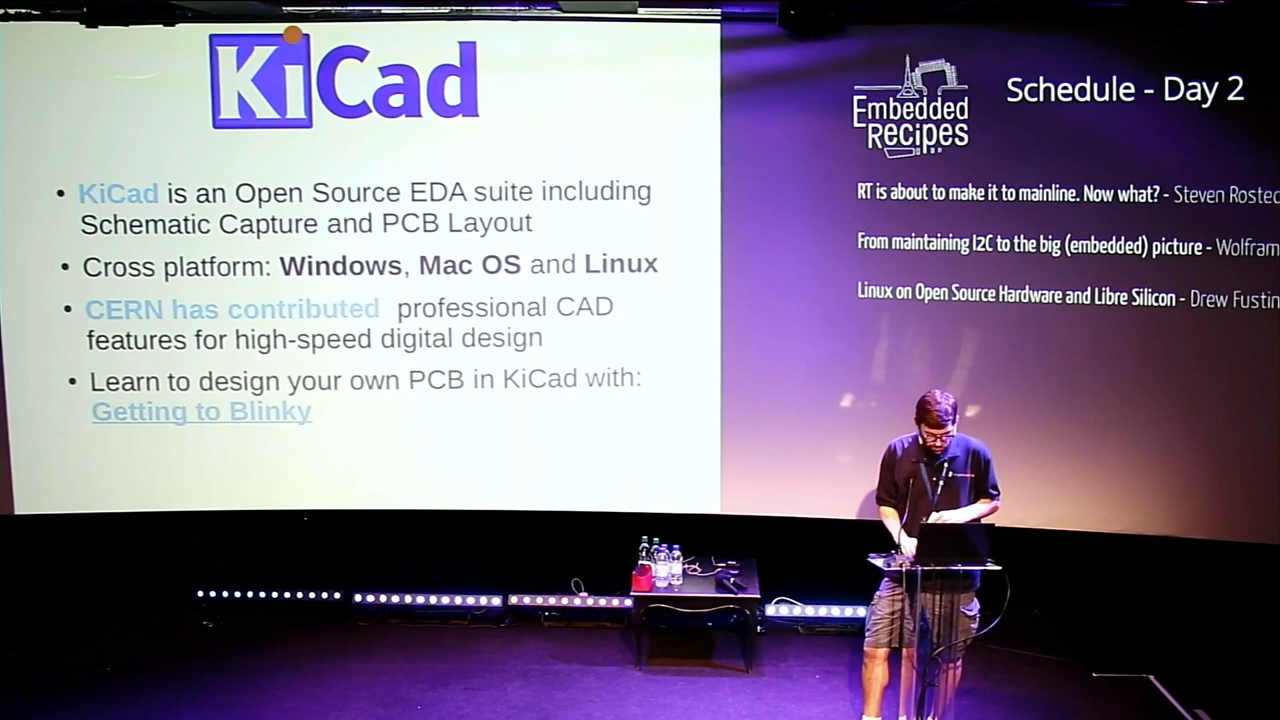 KiCad
• KiCad is an Open Source EDA suite including
Schematic Capture and PCB Layout
• Cross platform: Windows, Mac OS and Linux
• CERN has contributed professional CAD
features for high-speed digital design
• Learn to design your own PCB in KiCad with:
Getting to Blinky
Embedded
Recipes
Schedule - Day 2
RT is about to make it to mainline. Now what? - Steven Rosted
From maintaining I2C to the big (embedded) picture - Wolfram
Linux on Open Source Hardware and Libre Silicon - Drew Fustin